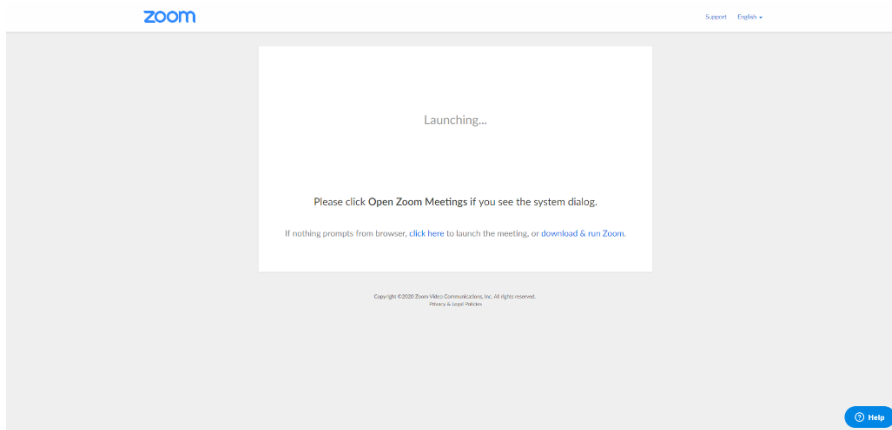 zoom
Support English
Launching...
Please click Open Zoom Meetings if you see the system dialog.
If nothing prompts from browser, click here to launch the meeting, or download & run Zoom.
Copyright ©2020 Zoom Video Communications, Inc. All rights reserved.
Privacy & Legal Policies
Help